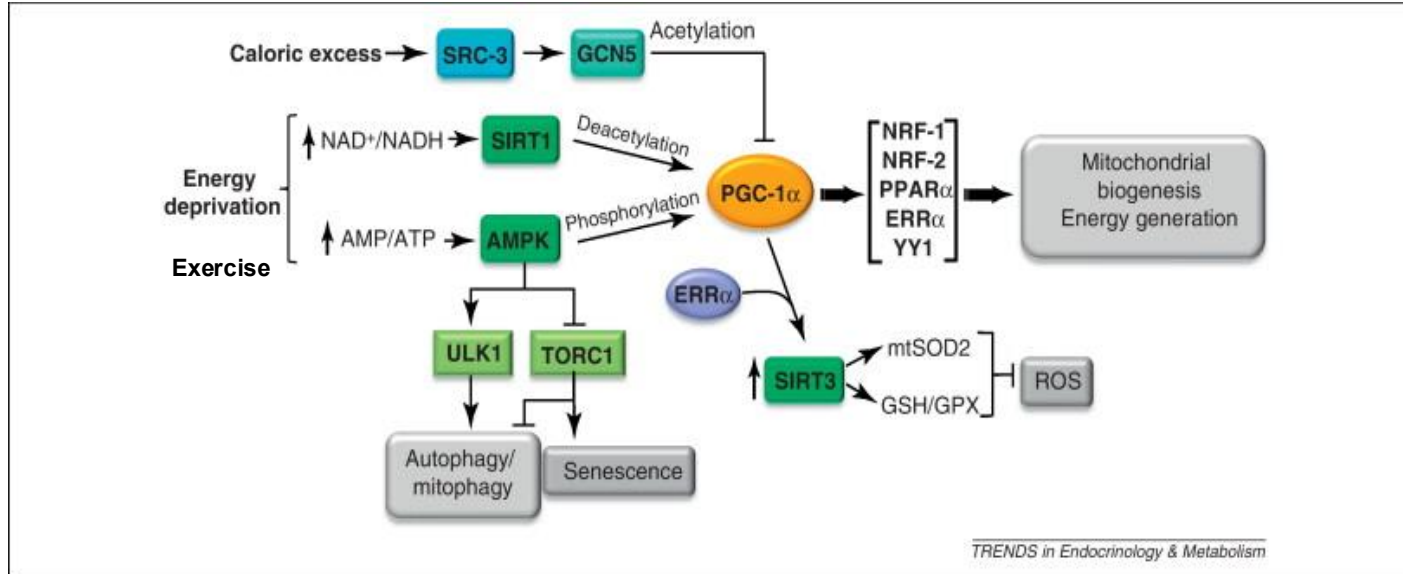 Caloric excess
SRC-3
GCN5
Acetylation
Energy
deprivation
Exercise
NAD+/NADH
SIRT1
Deacetylation
AMP/ATP
AMPK
Phosphorylation
PGC-1α
NRF-1
NRF-2
PPARα
ERRα
YY1
Mitochondrial
biogenesis
Energy generation
ERRα
ULK1
TORC1
SIRT3
mtSOD2
GSH/GPX
ROS
Autophagy/
mitophagy
Senescence
TRENDS in Endocrinology & Metabolism